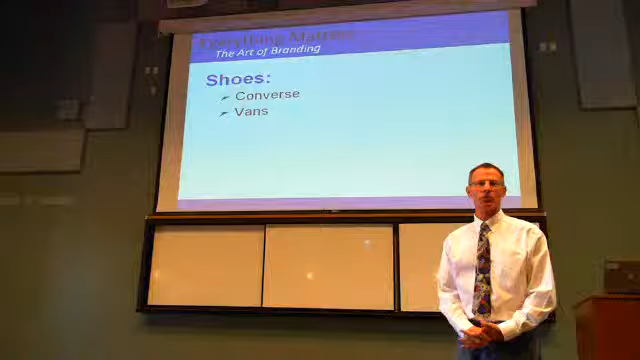 Everything Matters
The Art of Branding
Shoes:
Converse
Vans